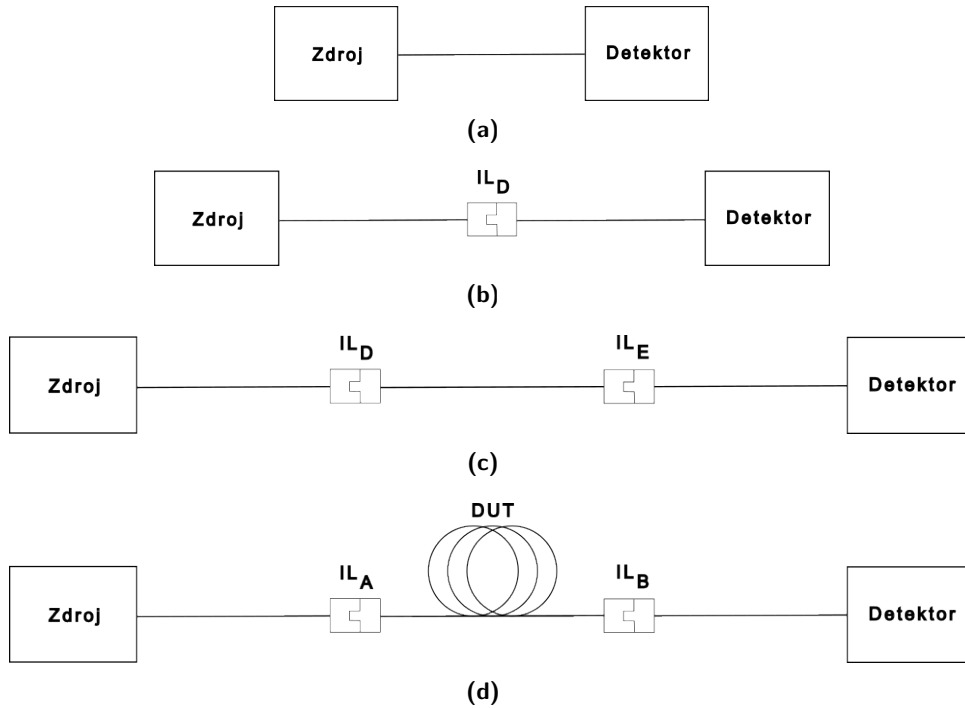 Zdroj Detektor
(a)
IL_D
Zdroj Detektor
(b)
IL_D IL_E
Zdroj Detektor
(c)
DUT
IL_A IL_B
Zdroj Detektor
(d)